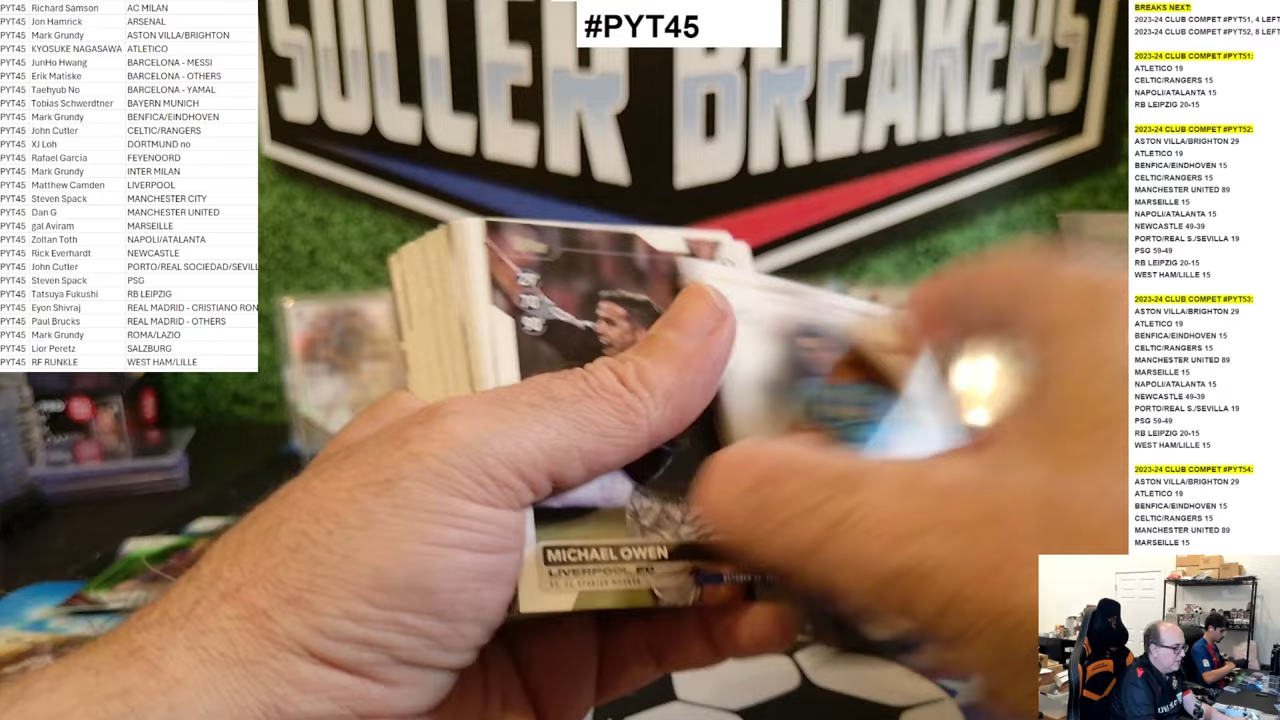 PYT45 Richard Samson AC MILAN
PYT45 Jon Hamrick ARSENAL
PYT45 Mark Grundy ASTON VILLA/BRIGHTON
PYT45 KYOSUKE NAGASAWA ATLETICO
PYT45 JunHo Hwang BARCELONA - MESSI
PYT45 Erik Matiske BARCELONA - OTHERS
PYT45 Taehyub No BARCELONA - YAMAL
PYT45 Tobias Schwerdtner BAYERN MUNICH
PYT45 Mark Grundy BENFICA/EINDHOVEN
PYT45 John Cutler CELTIC/RANGERS
PYT45 XJ Loh DORTMUND no
PYT45 Rafael García FEYENOORD
PYT45 Mark Grundy INTER MILAN
PYT45 Matthew Camden LIVERPOOL
PYT45 Steven Spack MANCHESTER CITY
PYT45 Dan G MANCHESTER UNITED
PYT45 gal Aviram MARSEILLE
PYT45 Zoltan Toth NAPOLI/ATALANTA
PYT45 Rick Everhardt NEWCASTLE
PYT45 John Cutler PORTO/REAL SOCIEDAD/SEVILL
PYT45 Steven Spack PSG
PYT45 Tatsuya Fukushi RB LEIPZIG
PYT45 Eyon Shivraj REAL MADRID - CRISTIANO RON
PYT45 Paul Brucks REAL MADRID - OTHERS
PYT45 Mark Grundy ROMA/LAZIO
PYT45 Lior Peretz SALZBURG
PYT45 RF RUNKLE WEST HAM/LILLE
#PYT45
SOCCER BREAKERS
MICHAEL OWEN
LIVERPOOL FC
BREAKS NEXT:
2023-24 CLUB COMPET #PYT51, 4 LEFT
2023-24 CLUB COMPET #PYT52, 8 LEFT
2023-24 CLUB COMPET #PYT51:
ATLETICO 19
CELTIC/RANGERS 15
NAPOLI/ATALANTA 15
RB LEIPZIG 20-15
2023-24 CLUB COMPET #PYT52:
ASTON VILLA/BRIGHTON 29
ATLETICO 19
BENFICA/EINDHOVEN 15
CELTIC/RANGERS 15
MANCHESTER UNITED 89
MARSEILLE 15
NAPOLI/ATALANTA 15
NEWCASTLE 49-39
PORTO/REAL S./SEVILLA 19
PSG 59-49
RB LEIPZIG 20-15
WEST HAM/LILLE 15
2023-24 CLUB COMPET #PYT53:
ASTON VILLA/BRIGHTON 29
ATLETICO 19
BENFICA/EINDHOVEN 15
CELTIC/RANGERS 15
MANCHESTER UNITED 89
MARSEILLE 15
NAPOLI/ATALANTA 15
NEWCASTLE 49-39
PORTO/REAL S./SEVILLA 19
PSG 59-49
RB LEIPZIG 20-15
WEST HAM/LILLE 15
2023-24 CLUB COMPET #PYT54:
ASTON VILLA/BRIGHTON 29
ATLETICO 19
BENFICA/EINDHOVEN 15
CELTIC/RANGERS 15
MANCHESTER UNITED 89
MARSEILLE 15